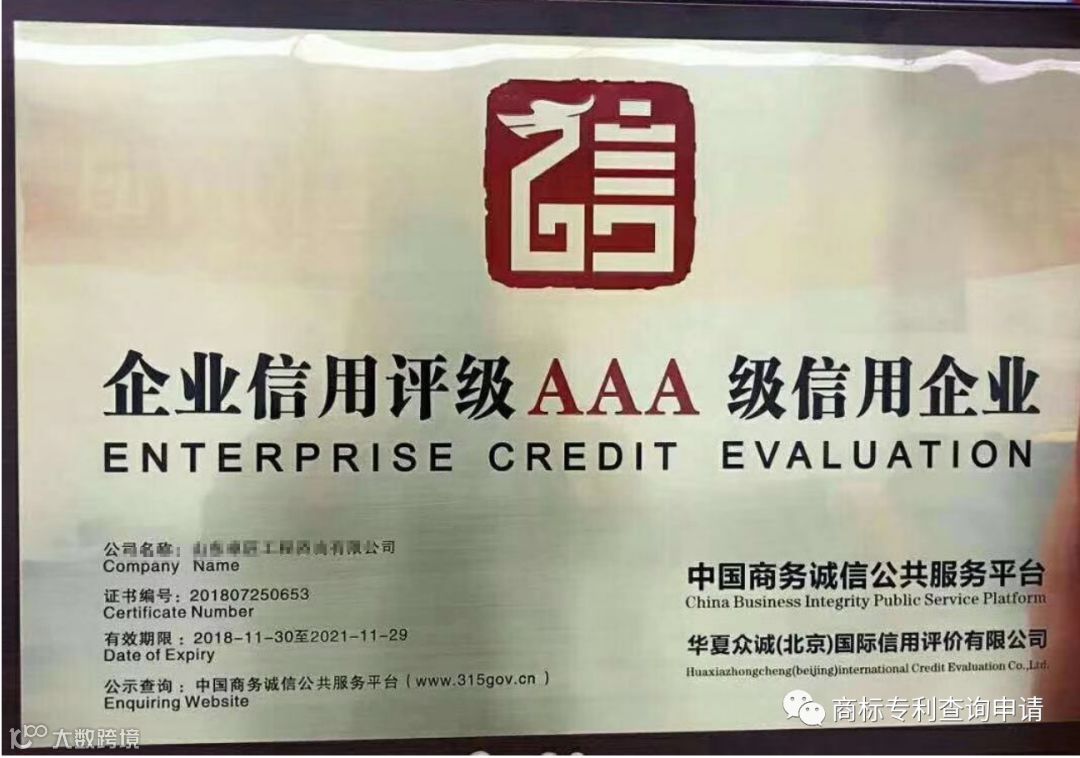 信
企业信用评级AAA 级信用企业
ENTERPRISE CREDIT EVALUATION
公司名称：有限公司
Company Name
证书编号：201807250653
Certificate Number
有效期限：2018-11-30至2021-11-29
Date of Expiry
公示查询：中国商务诚信公共服务平台（www.315gov.cn）
Enquiring Website
中国商务诚信公共服务平台
China Business Integrity Public Service Platform
华夏众诚(北京)国际信用评价有限公司
Huaxiazhongcheng(beijing)international Credit Evaluation Co.,Ltd.
商标专利查询申请
大数跨境